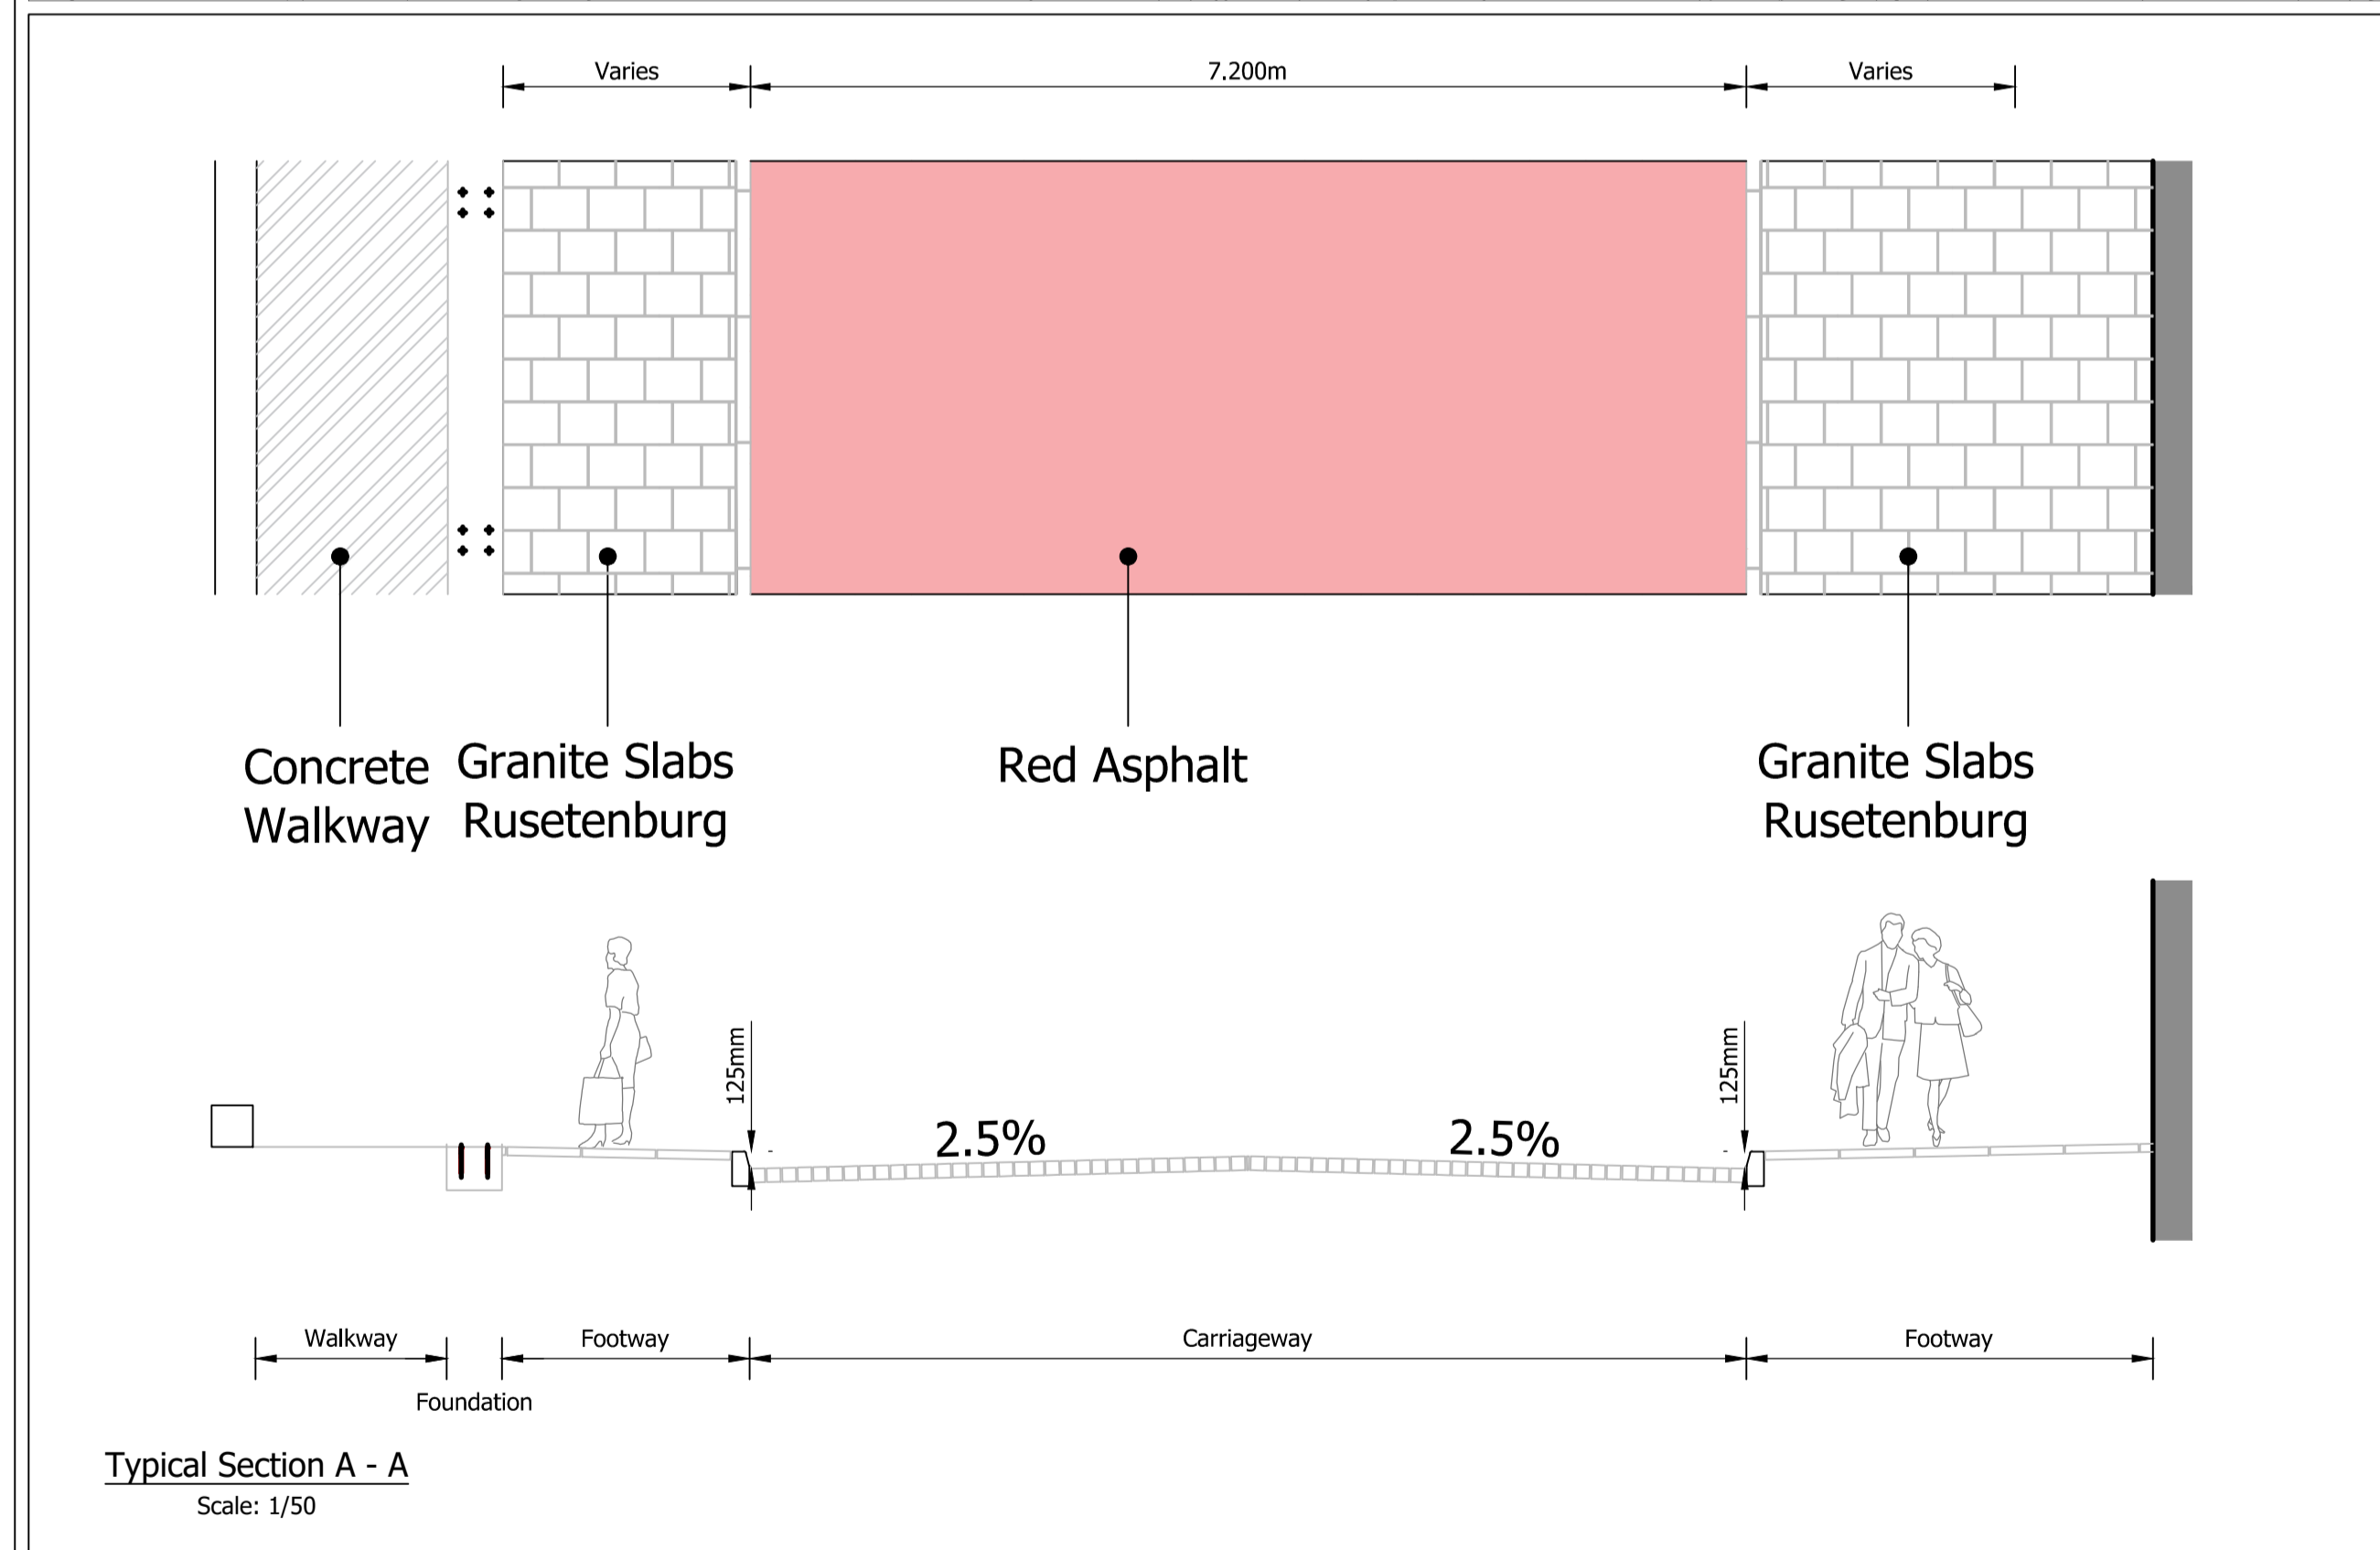 Varies
7.200m
Varies
Concrete
Walkway
Granite Slabs
Rusetenburg
Red Asphalt
Granite Slabs
Rusetenburg
125mm
2.5%
2.5%
125mm
Walkway
Footway
Carriageway
Footway
Foundation
Typical Section A - A
Scale: 1/50